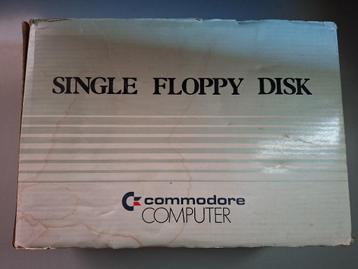 SINGLE FLOPPY DISK
commodore
COMPUTER